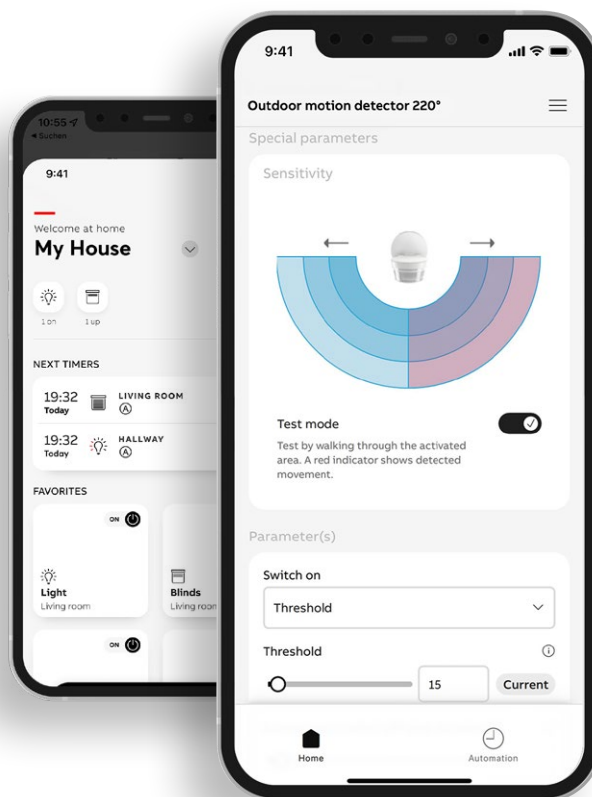 10:55
Suchen
9:41
Welcome at home
My House
1 on
1 up
NEXT TIMERS
19:32
Today
LIVING ROOM
A
19:32
Today
HALLWAY
A
FAVORITES
ON
Light
Living room
Blinds
Living room
ON
9:41
Outdoor motion detector 220°
Special parameters
Sensitivity
Test mode
Test by walking through the activated
area. A red indicator shows detected
movement.
Parameter(s)
Switch on
Threshold
Threshold
15
Current
Home
Automation